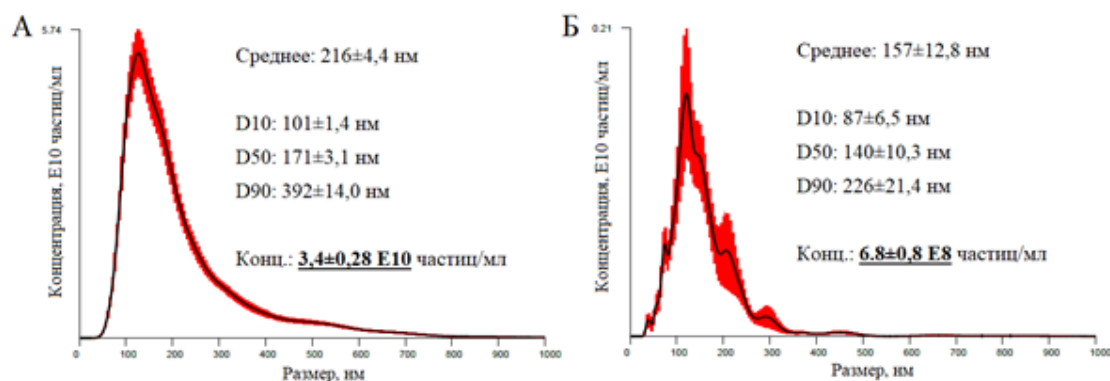 А
5.74
Концентрация, Е10 частиц/мл
Среднее: 216±4,4 нм
D10: 101±1,4 нм
D50: 171±3,1 нм
D90: 392±14,0 нм
Конц.: 3,4±0,28 E10 частиц/мл
0 100 200 300 400 500 600 700 800 900 1000
Размер, нм
Б
0.21
Концентрация, Е10 частиц/мл
Среднее: 157±12,8 нм
D10: 87±6,5 нм
D50: 140±10,3 нм
D90: 226±21,4 нм
Конц.: 6.8±0,8 E8 частиц/мл
0 100 200 300 400 500 600 700 800 900 1000
Размер, нм